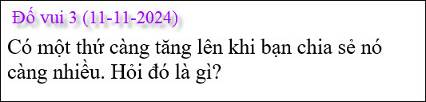 Đố vui 3 (11-11-2024)
Có một thứ càng tăng lên khi bạn chia sẻ nó
càng nhiều. Hỏi đó là gì?